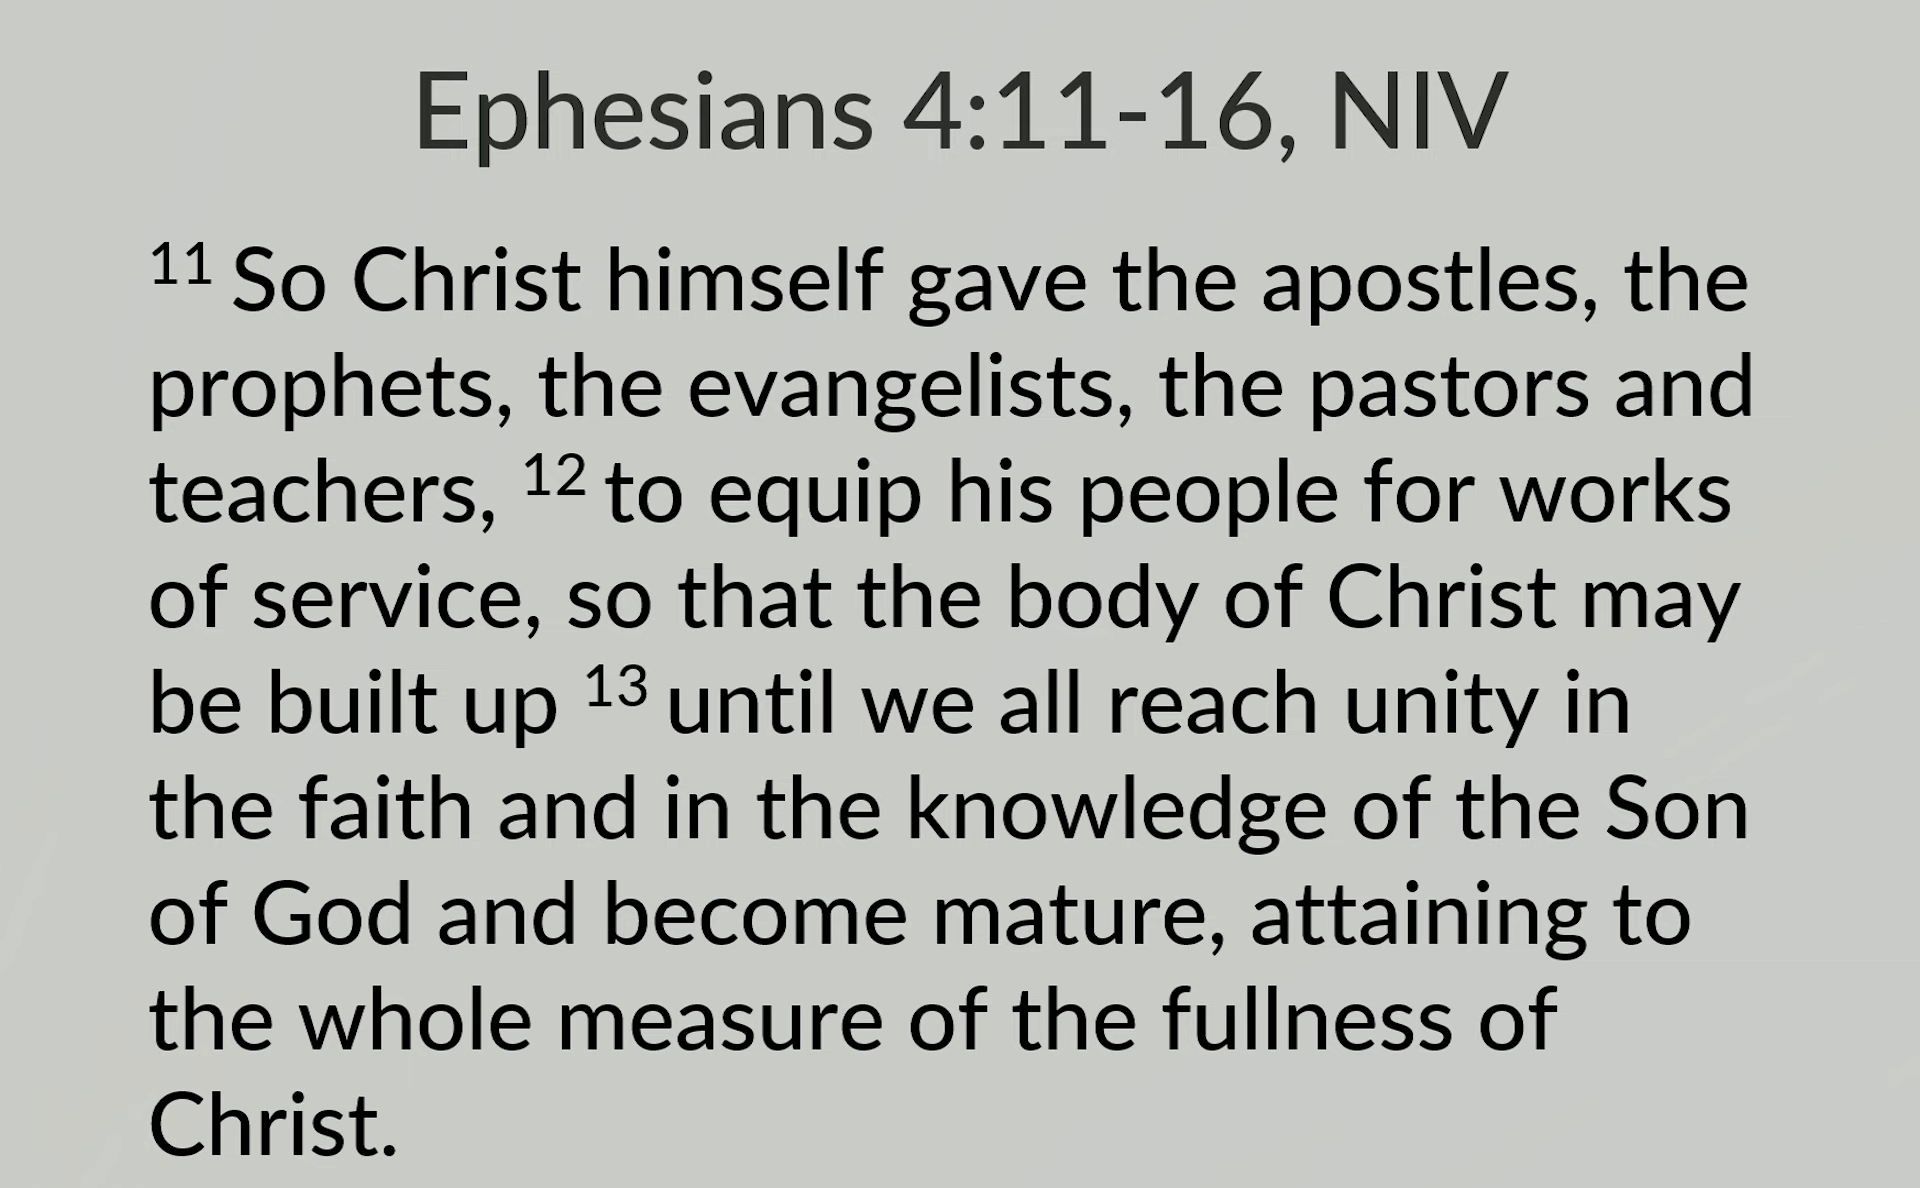 Ephesians 4:11-16, NIV
11 So Christ himself gave the apostles, the
prophets, the evangelists, the pastors and
teachers, 12 to equip his people for works
of service, so that the body of Christ may
be built up 13 until we all reach unity in
the faith and in the knowledge of the Son
of God and become mature, attaining to
the whole measure of the fullness of
Christ.